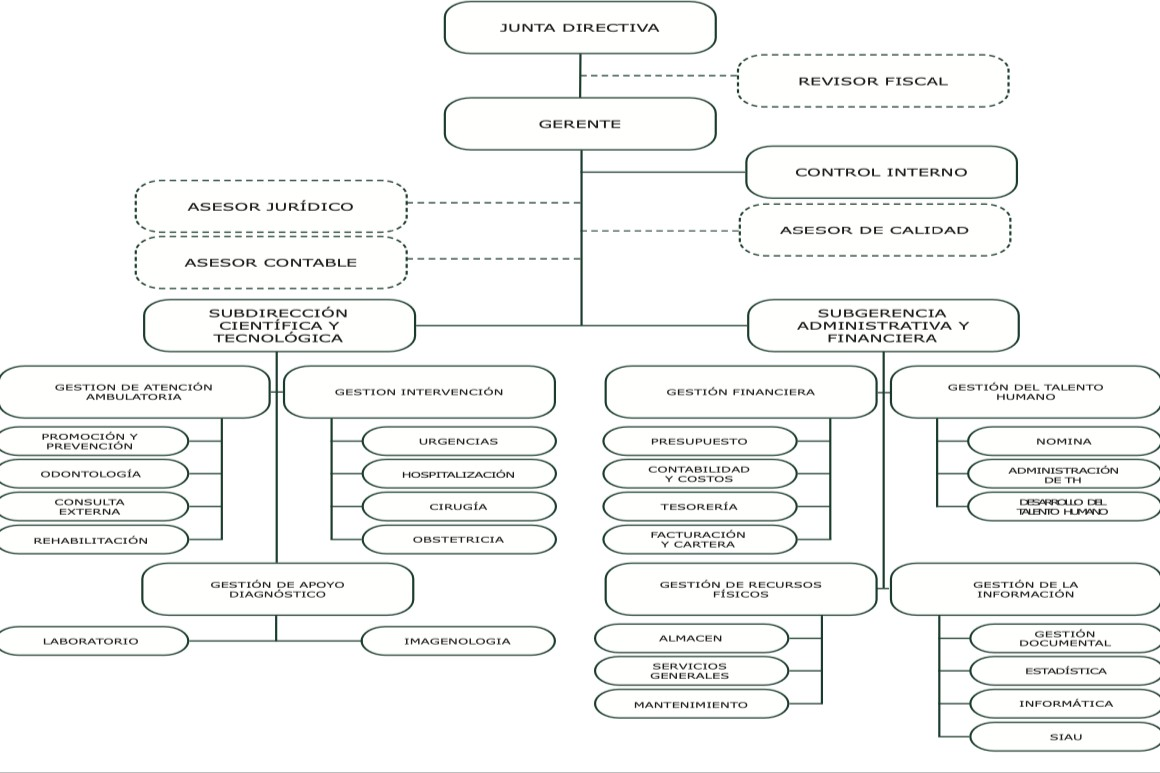 JUNTA DIRECTIVA
REVISOR FISCAL
GERENTE
CONTROL INTERNO
ASESOR JURÍDICO
ASESOR DE CALIDAD
ASESOR CONTABLE
SUBDIRECCIÓN
CIENTÍFICA Y
TECNOLÓGICA
SUBGERENCIA
ADMINISTRATIVA Y
FINANCIERA
GESTION DE ATENCIÓN
AMBULATORIA
GESTION INTERVENCIÓN
GESTIÓN FINANCIERA
GESTIÓN DEL TALENTO
HUMANO
PROMOCIÓN Y
PREVENCIÓN
ODONTOLOGÍA
CONSULTA
EXTERNA
REHABILITACIÓN
URGENCIAS
HOSPITALIZACIÓN
CIRUGÍA
OBSTETRICIA
PRESUPUESTO
CONTABILIDAD
Y COSTOS
TESORERÍA
FACTURACIÓN
Y CARTERA
NOMINA
ADMINISTRACIÓN
DE TH
DESARROLLO DEL
TALENTO HUMANO
GESTIÓN DE APOYO
DIAGNÓSTICO
LABORATORIO
IMAGENOLOGIA
GESTIÓN DE RECURSOS
FÍSICOS
ALMACEN
SERVICIOS
GENERALES
MANTENIMIENTO
GESTIÓN DE LA
INFORMACIÓN
GESTIÓN
DOCUMENTAL
ESTADÍSTICA
INFORMÁTICA
SIAU